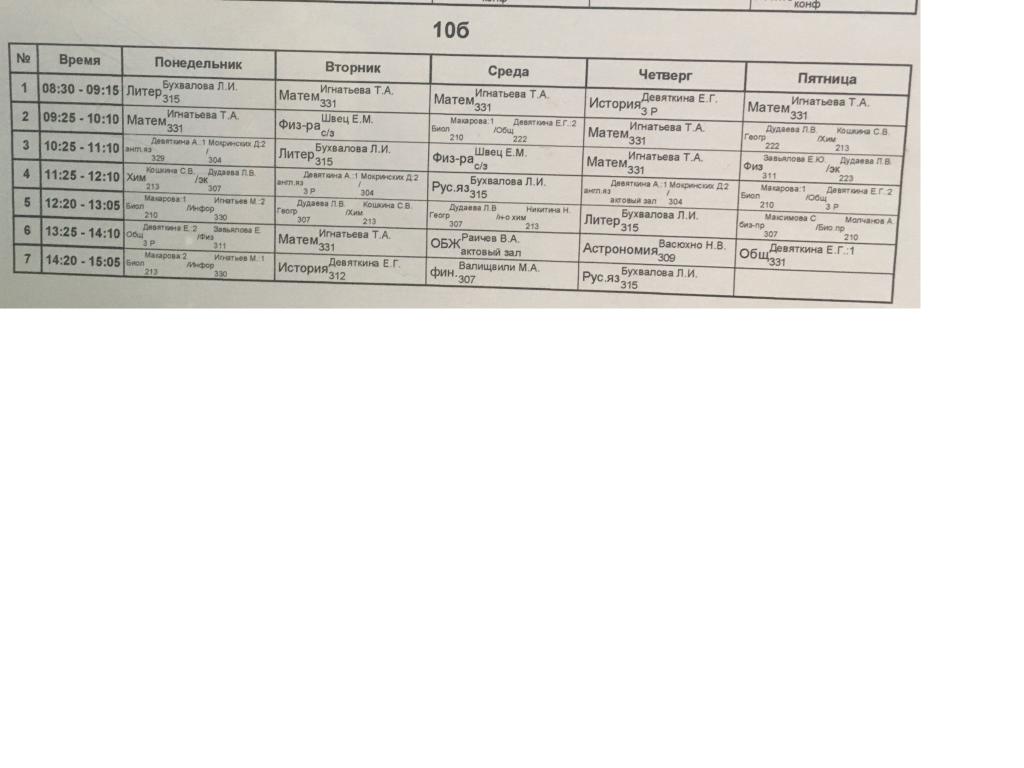 конф
конф
10б
№ Время Понедельник Вторник Среда Четверг Пятница
1 08:30 - 09:15 Литер Бухвалова Л.И. 315 Матем Игнатьева Т.А. 331 Матем Игнатьева Т.А. 331 История Девяткина Е.Г. 3 Р Матем Игнатьева Т.А. 331
2 09:25 - 10:10 Матем Игнатьева Т.А. 331 Физ-ра Швец Е.М. с/з Биол Макарова:1 210 /Общ Девяткина Е.Г.:2 222 Матем Игнатьева Т.А. 331 Геогр Дудаева Л.В. 222 /Хим Кошкина С.В. 213
3 10:25 - 11:10 англ.яз Девяткина А.:1 329 / Мокринских Д:2 304 Литер Бухвалова Л.И. 315 Физ-ра Швец Е.М. с/з Матем Игнатьева Т.А. 331 Физ Завьялова Е.Ю. 311 /эк Дудаева Л.В. 223
4 11:25 - 12:10 Хим Кошкина С.В. 213 /эк Дудаева Л.В. 307 англ.яз Девяткина А.:1 3 Р / Мокринских Д:2 304 Рус.яз Бухвалова Л.И. 315 англ.яз Девяткина А.:1 актовый зал / Мокринских Д:2 304 Биол Макарова:1 210 /Общ Девяткина Е.Г.:2 3 Р
5 12:20 - 13:05 Биол Макарова:1 210 /Инфор Игнатьев М.:2 330 Геогр Дудаева Л.В. 307 /Хим Кошкина С.В. 213 Геогр Дудаева Л.В 307 /н-о хим Никитина Н. 213 Литер Бухвалова Л.И. 315 биз-пр Максимова С 307 /Био.пр Молчанов А. 210
6 13:25 - 14:10 Общ Девяткина Е.:2 3 Р /Физ Завьялова Е. 311 Матем Игнатьева Т.А. 331 ОБЖ Раичев В.А. актовый зал Астрономия Васюхно Н.В. 309 Общ Девяткина Е.Г.:1 331
7 14:20 - 15:05 Биол Макарова:2 213 /Инфор Игнатьев М.:1 330 История Девяткина Е.Г. 312 фин. Валищвили М.А. 307 Рус.яз Бухвалова Л.И. 315